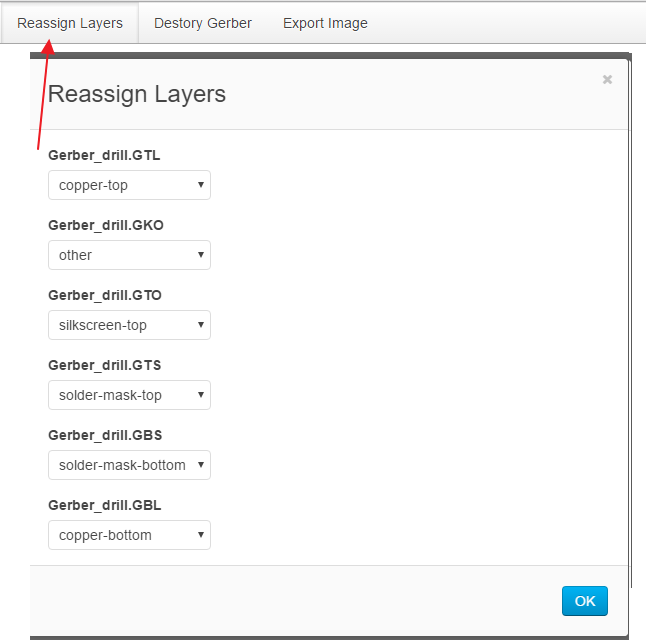 Reassign Layers Destory Gerber Export Image
Reassign Layers
×
Gerber_drill.GTL
copper-top
Gerber_drill.GKO
other
Gerber_drill.GTO
silkscreen-top
Gerber_drill.GTS
solder-mask-top
Gerber_drill.GBS
solder-mask-bottom
Gerber_drill.GBL
copper-bottom
OK